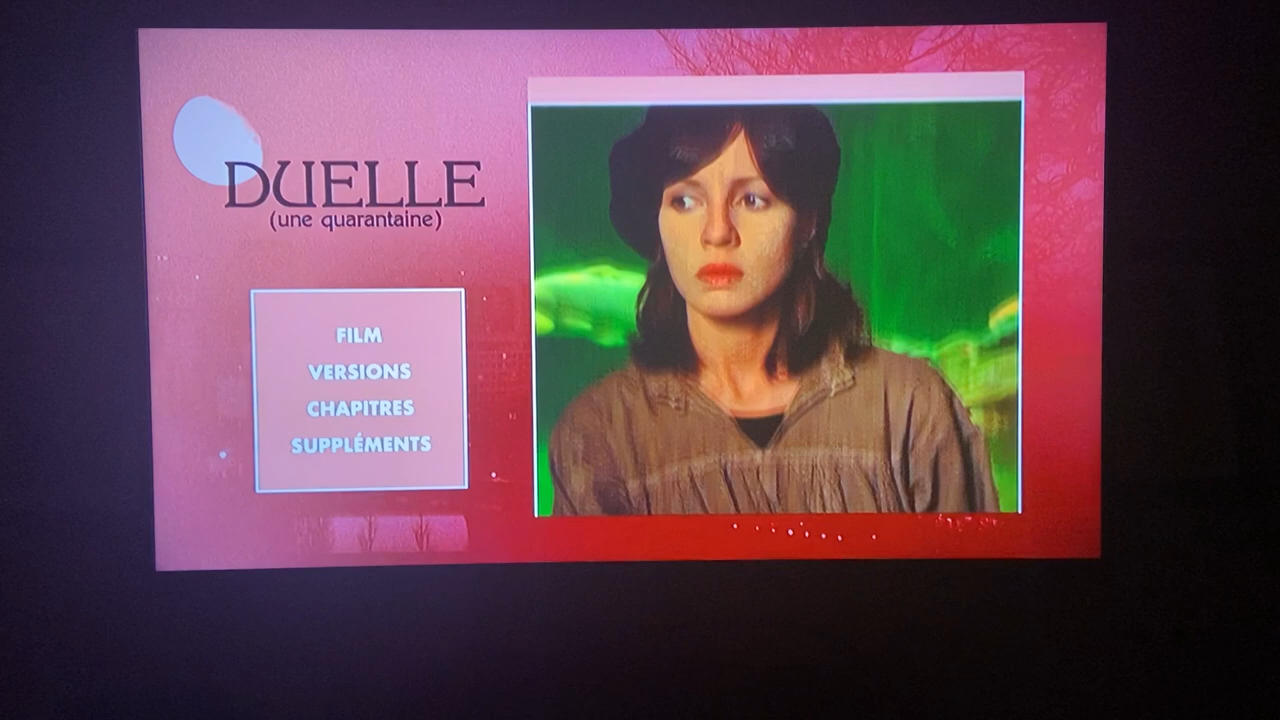 DUELLE
(une quarantaine)
FILM
VERSIONS
CHAPITRES
SUPPLÉMENTS